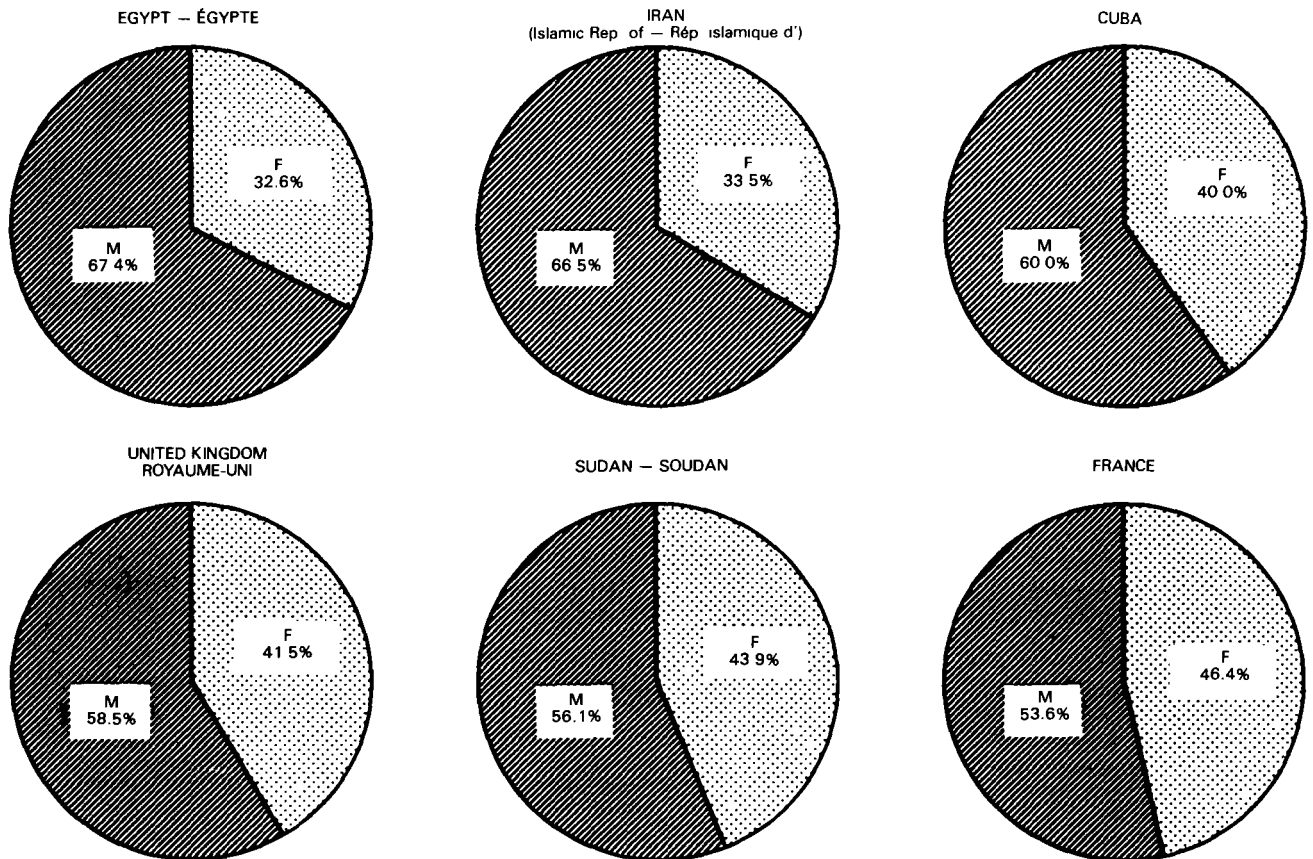 EGYPT — ÉGYPTE
F
32.6%
M
67 4%
IRAN
(Islamic Rep of — Rép islamique d')
F
33 5%
M
66 5%
CUBA
F
40 0%
M
60 0%
UNITED KINGDOM
ROYAUME-UNI
F
41 5%
M
58.5%
SUDAN — SOUDAN
F
43 9%
M
56.1%
FRANCE
F
46.4%
M
53.6%